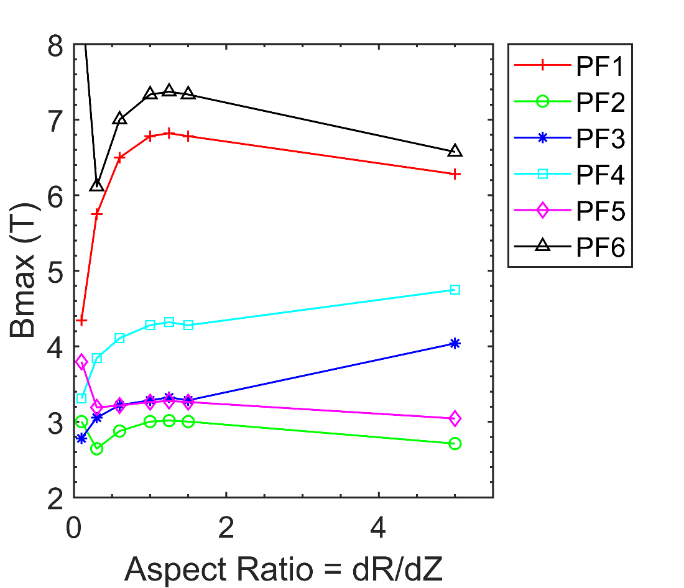 8
7
6
5
4
3
2
0
2
4
Bmax (T)
Aspect Ratio = dR/dZ
PF1
PF2
PF3
PF4
PF5
PF6